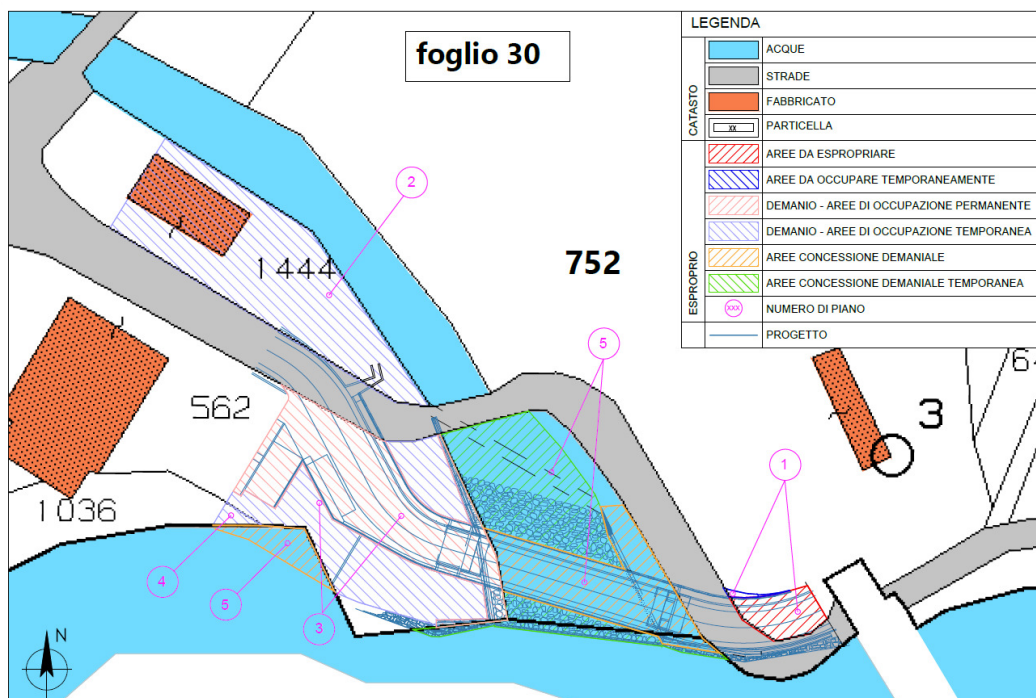 foglio 30
LEGENDA
CATASTO
ACQUE
STRADE
FABBRICATO
XX
PARTICELLA
ESPROPRIO
AREE DA ESPROPRIARE
AREE DA OCCUPARE TEMPORANEAMENTE
DEMANIO - AREE DI OCCUPAZIONE PERMANENTE
DEMANIO - AREE DI OCCUPAZIONE TEMPORANEA
AREE CONCESSIONE DEMANIALE
AREE CONCESSIONE DEMANIALE TEMPORANEA
XXX
NUMERO DI PIANO
PROGETTO
2
1444
752
5
562
3
1
1036
4
5
3
N